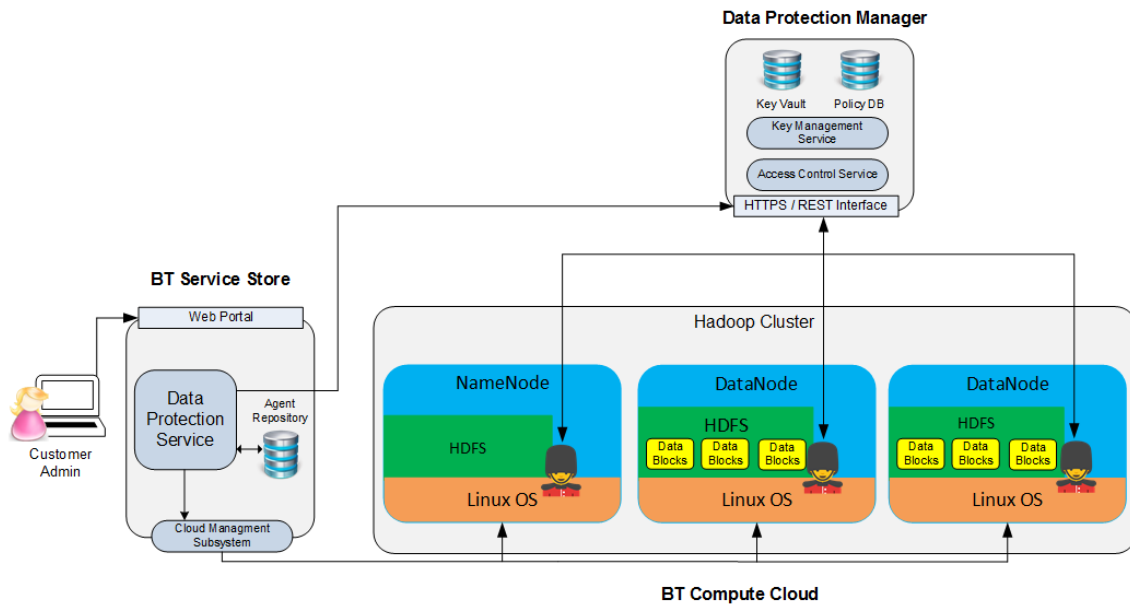 Data Protection Manager
Key Vault
Policy DB
Key Management
Service
Access Control Service
HTTPS / REST Interface
BT Service Store
Web Portal
Data
Protection
Service
Agent
Repository
Customer
Admin
Cloud Managment
Subsystem
Hadoop Cluster
NameNode
HDFS
Linux OS
DataNode
HDFS
Data
Blocks
Data
Blocks
Data
Blocks
Linux OS
DataNode
HDFS
Data
Blocks
Data
Blocks
Data
Blocks
Linux OS
BT Compute Cloud